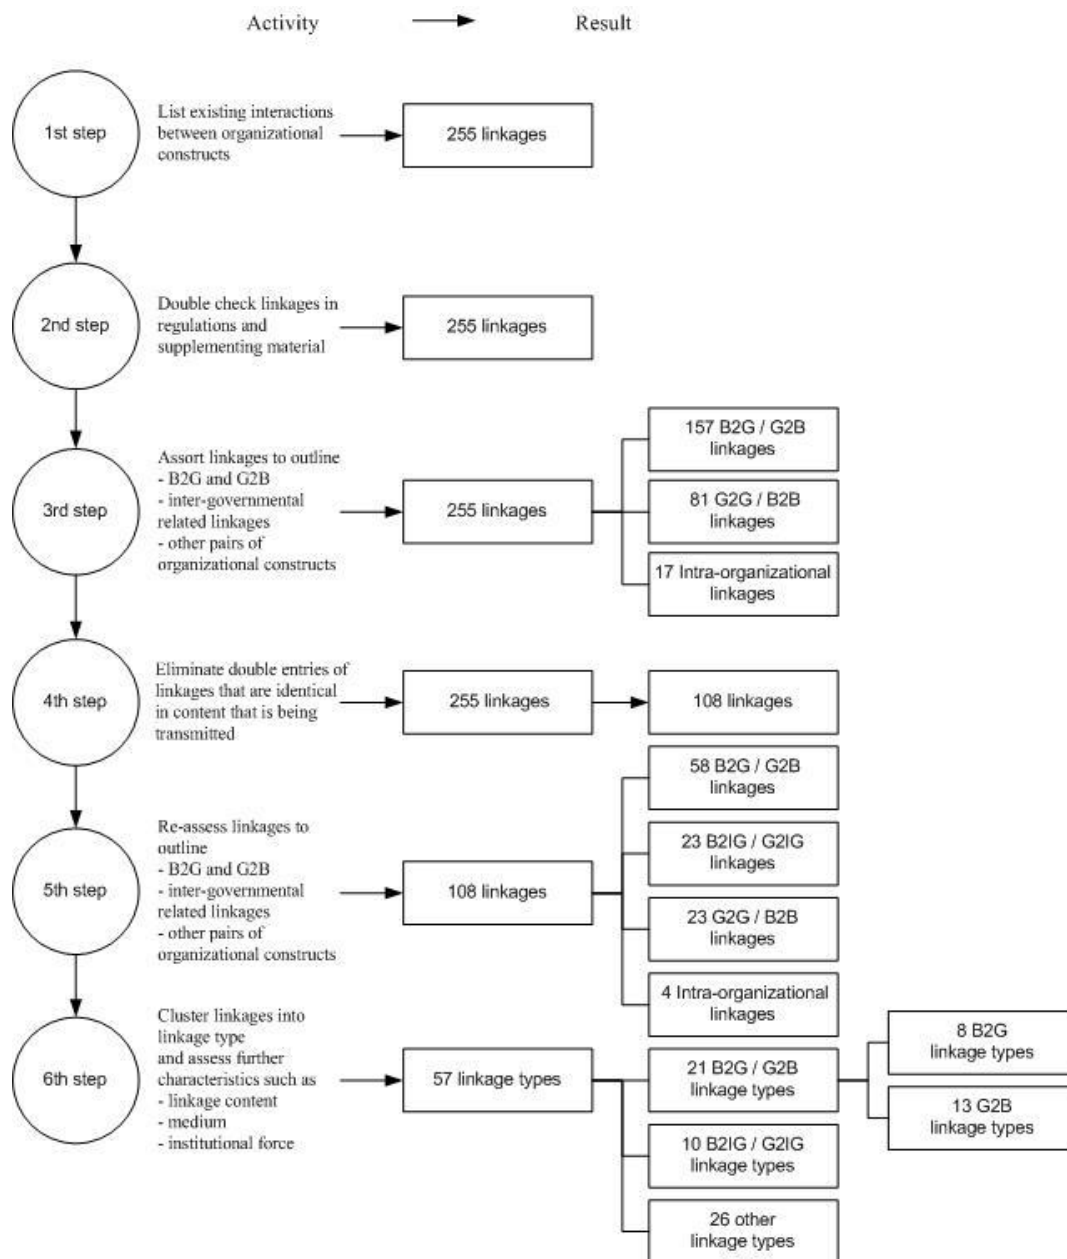 Activity
Result
1st step
List existing interactions
between organizational
constructs
255 linkages
2nd step
Double check linkages in
regulations and
supplementing material
255 linkages
3rd step
Assort linkages to outline
- B2G and G2B
- inter-governmental
related linkages
- other pairs of
organizational constructs
255 linkages
157 B2G / G2B
linkages
81 G2G / B2B
linkages
17 Intra-organizational
linkages
4th step
Eliminate double entries of
linkages that are identical
in content that is being
transmitted
255 linkages
108 linkages
5th step
Re-assess linkages to
outline
- B2G and G2B
- inter-governmental
related linkages
- other pairs of
organizational constructs
108 linkages
58 B2G / G2B
linkages
23 B2IG / G2IG
linkages
23 G2G / B2B
linkages
4 Intra-organizational
linkages
6th step
Cluster linkages into
linkage type
and assess further
characteristics such as
- linkage content
- medium
- institutional force
57 linkage types
21 B2G / G2B
linkage types
8 B2G
linkage types
13 G2B
linkage types
10 B2IG / G2IG
linkage types
26 other
linkage types